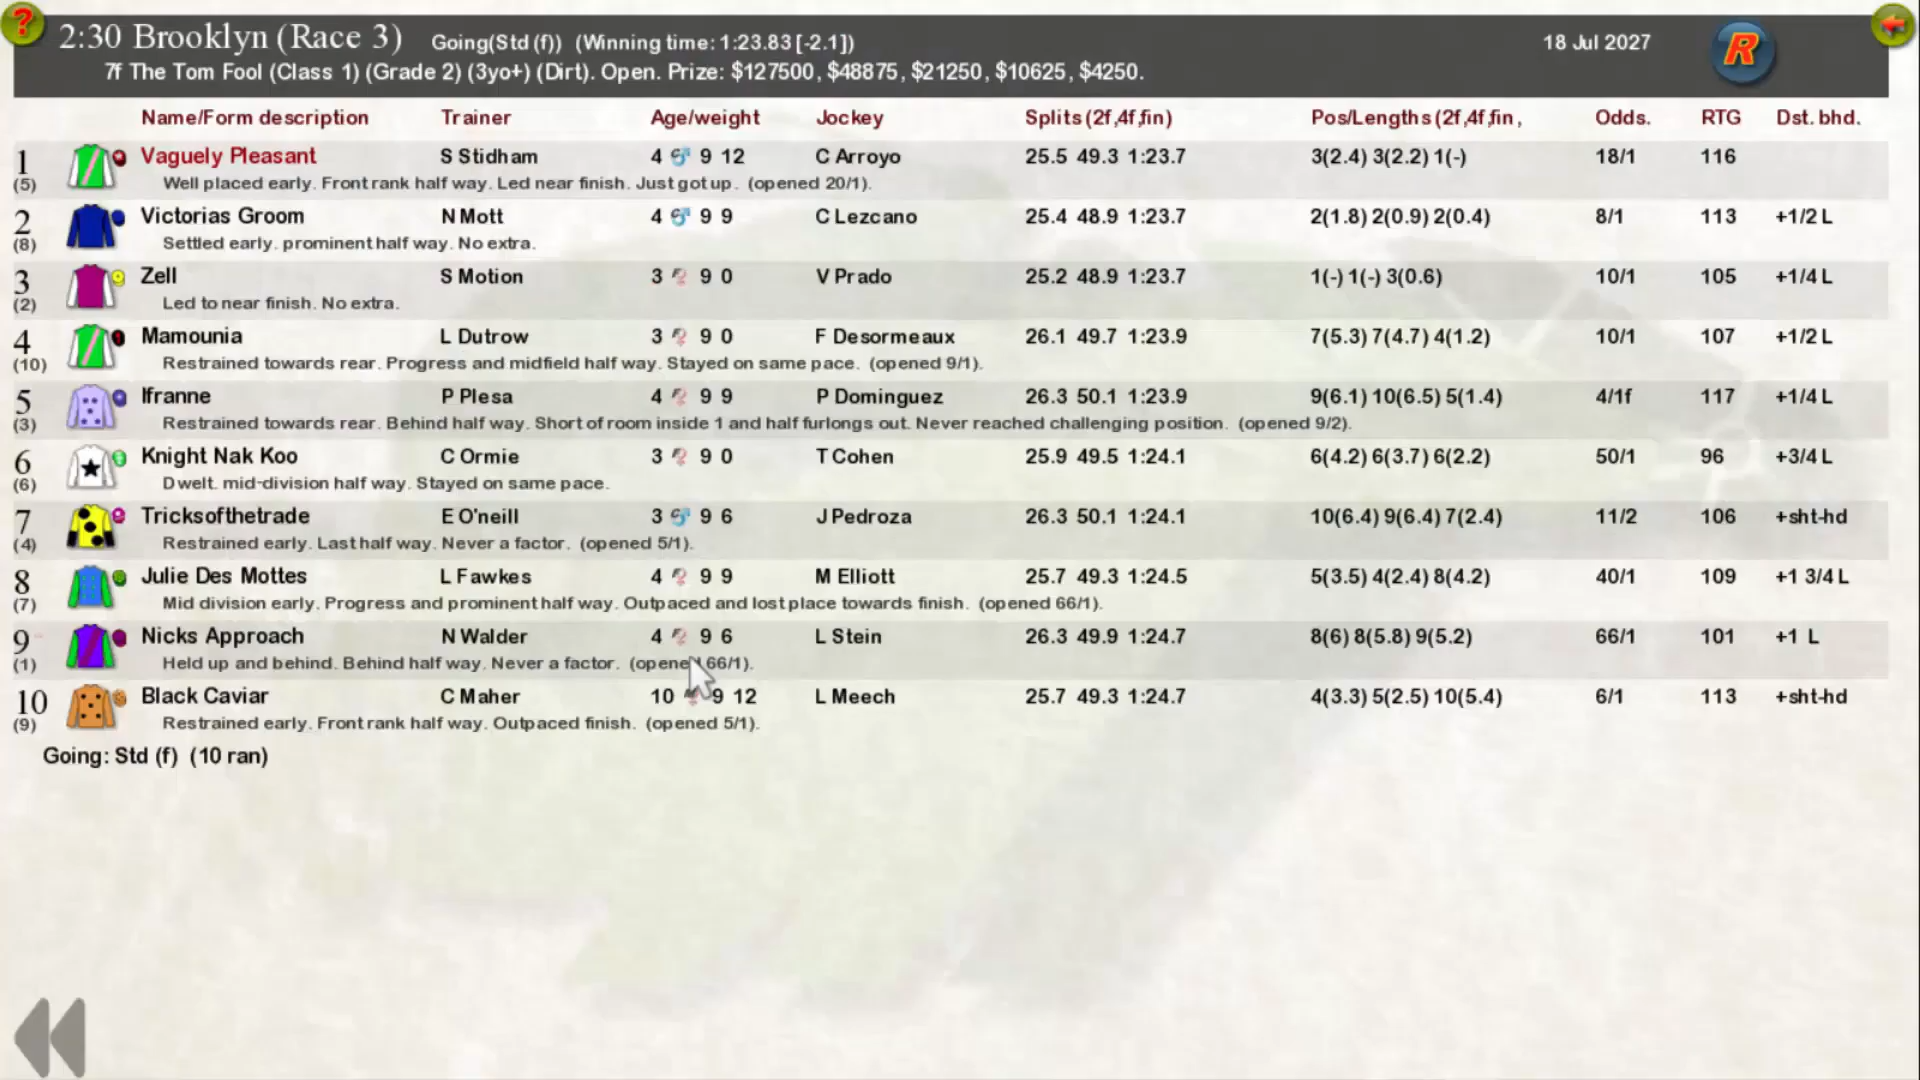 ?
2:30 Brooklyn (Race 3) Going(Std (f)) (Winning time: 1:23.83 [-2.1]) 18 Jul 2027 R
7f The Tom Fool (Class 1) (Grade 2) (3yo+) (Dirt). Open. Prize: $127500, $48875, $21250, $10625, $4250.
Name/Form description Trainer Age/weight Jockey Splits (2f,4f,fin) Pos/Lengths (2f,4f,fin, Odds. RTG Dst. bhd.
1 Vaguely Pleasant S Stidham 4 9 12 C Arroyo 25.5 49.3 1:23.7 3(2.4) 3(2.2) 1(-) 18/1 116
(5) Well placed early. Front rank half way. Led near finish. Just got up. (opened 20/1).
2 Victorias Groom N Mott 4 9 9 C Lezcano 25.4 48.9 1:23.7 2(1.8) 2(0.9) 2(0.4) 8/1 113 +1/2 L
(8) Settled early. prominent half way. No extra.
3 Zell S Motion 3 9 0 V Prado 25.2 48.9 1:23.7 1(-) 1(-) 3(0.6) 10/1 105 +1/4 L
(2) Led to near finish. No extra.
4 Mamounia L Dutrow 3 9 0 F Desormeaux 26.1 49.7 1:23.9 7(5.3) 7(4.7) 4(1.2) 10/1 107 +1/2 L
(10) Restrained towards rear. Progress and midfield half way. Stayed on same pace. (opened 9/1).
5 Ifranne P Plesa 4 9 9 P Dominguez 26.3 50.1 1:23.9 9(6.1) 10(6.5) 5(1.4) 4/1f 117 +1/4 L
(3) Restrained towards rear. Behind half way. Short of room inside 1 and half furlongs out. Never reached challenging position. (opened 9/2).
6 Knight Nak Koo C Ormie 3 9 0 T Cohen 25.9 49.5 1:24.1 6(4.2) 6(3.7) 6(2.2) 50/1 96 +3/4 L
(6) Dwelt. mid-division half way. Stayed on same pace.
7 Tricksofthetrade E O'neill 3 9 6 J Pedroza 26.3 50.1 1:24.1 10(6.4) 9(6.4) 7(2.4) 11/2 106 +sht-hd
(4) Restrained early. Last half way. Never a factor. (opened 5/1).
8 Julie Des Mottes L Fawkes 4 9 9 M Elliott 25.7 49.3 1:24.5 5(3.5) 4(2.4) 8(4.2) 40/1 109 +1 3/4 L
(7) Mid division early. Progress and prominent half way. Outpaced and lost place towards finish. (opened 66/1).
9 Nicks Approach N Walder 4 9 6 L Stein 26.3 49.9 1:24.7 8(6) 8(5.8) 9(5.2) 66/1 101 +1 L
(1) Held up and behind. Behind half way. Never a factor. (opened 66/1).
10 Black Caviar C Maher 10 9 12 L Meech 25.7 49.3 1:24.7 4(3.3) 5(2.5) 10(5.4) 6/1 113 +sht-hd
(9) Restrained early. Front rank half way. Outpaced finish. (opened 5/1).
Going: Std (f) (10 ran)